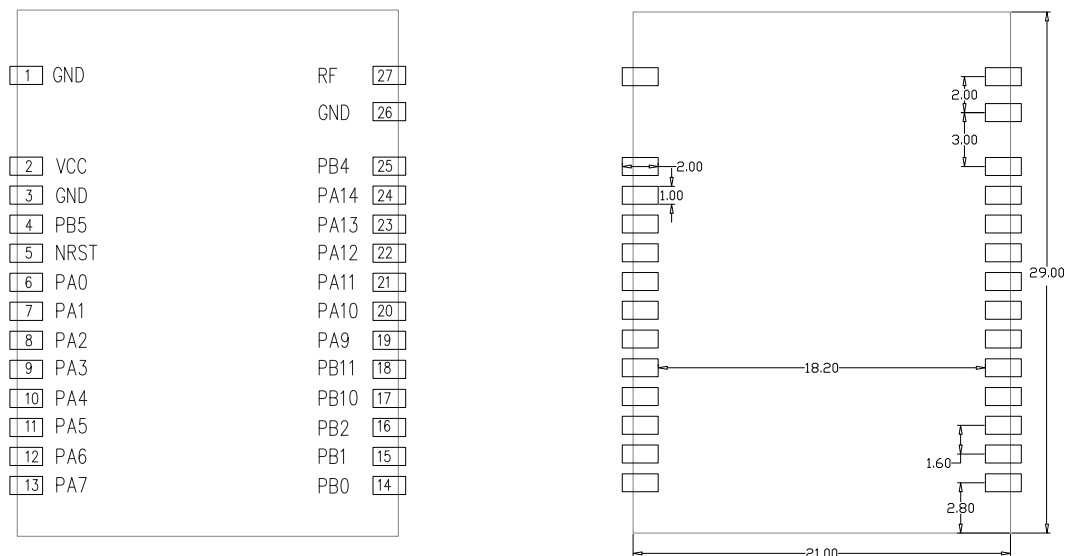 1 GND RF 27
GND 26
2 VCC PB4 25
3 GND PA14 24
4 PB5 PA13 23
5 NRST PA12 22
6 PA0 PA11 21
7 PA1 PA10 20
8 PA2 PA9 19
9 PA3 PB11 18
10 PA4 PB10 17
11 PA5 PB2 16
12 PA6 PB1 15
13 PA7 PB0 14
2.00
3.00
2.00
1.00
29.00
18.20
1.60
2.80
21.00